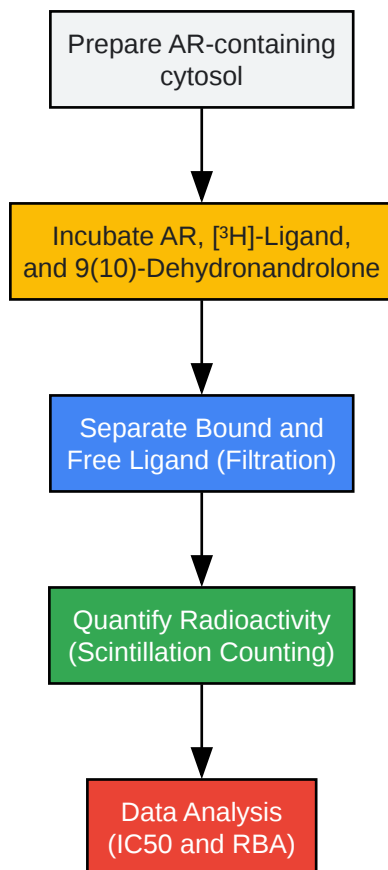 Prepare AR-containing
cytosol
Incubate AR, [³H]-Ligand,
and 9(10)-Dehydronandrolone
Separate Bound and
Free Ligand (Filtration)
Quantify Radioactivity
(Scintillation Counting)
Data Analysis
(IC50 and RBA)